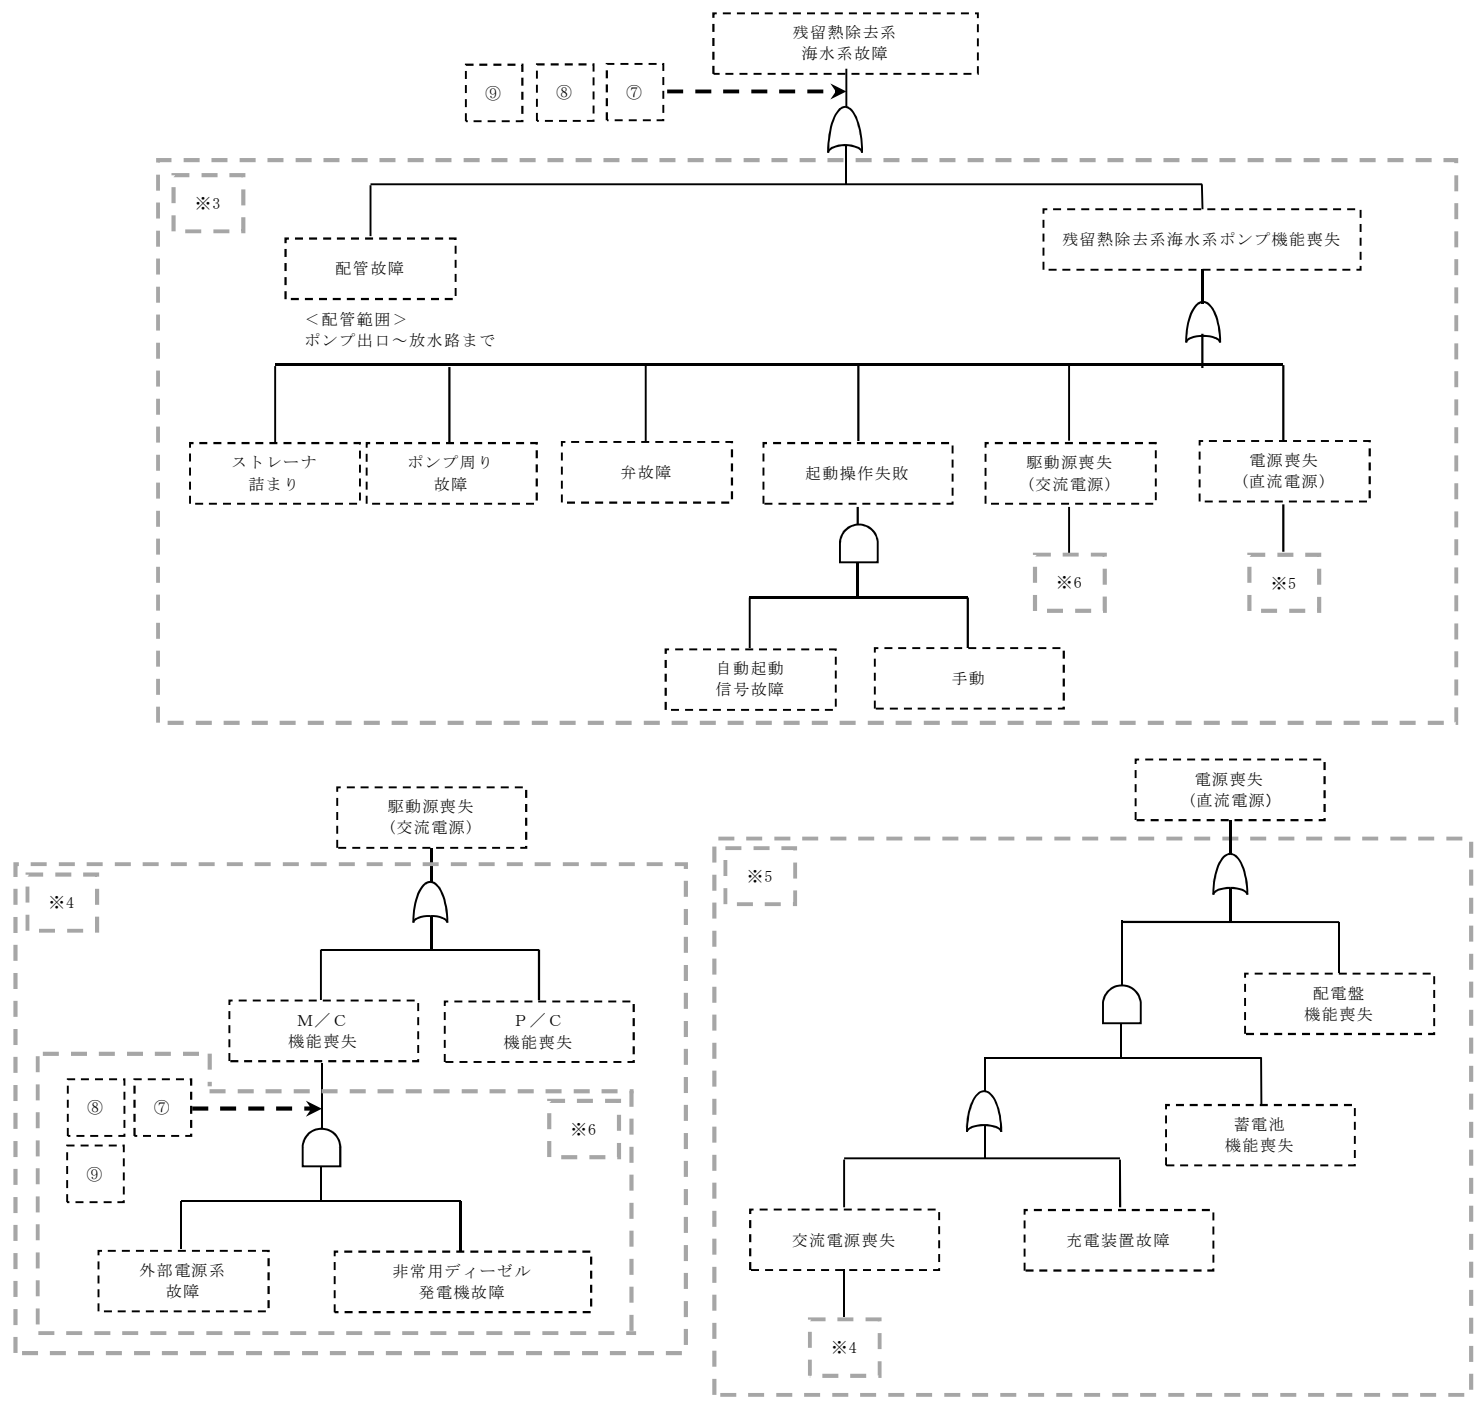 残留熱除去系
海水系故障
⑨
⑧
⑦
※3
配管故障
＜配管範囲＞
ポンプ出口～放水路まで
残留熱除去系海水系ポンプ機能喪失
ストレーナ
詰まり
ポンプ周り
故障
弁故障
起動操作失敗
駆動源喪失
（交流電源）
電源喪失
（直流電源）
※6
※5
自動起動
信号故障
手動
駆動源喪失
（交流電源）
※4
M／C
機能喪失
P／C
機能喪失
⑧
⑦
⑨
※6
外部電源系
故障
非常用ディーゼル
発電機故障
電源喪失
（直流電源）
※5
配電盤
機能喪失
蓄電池
機能喪失
交流電源喪失
充電装置故障
※4